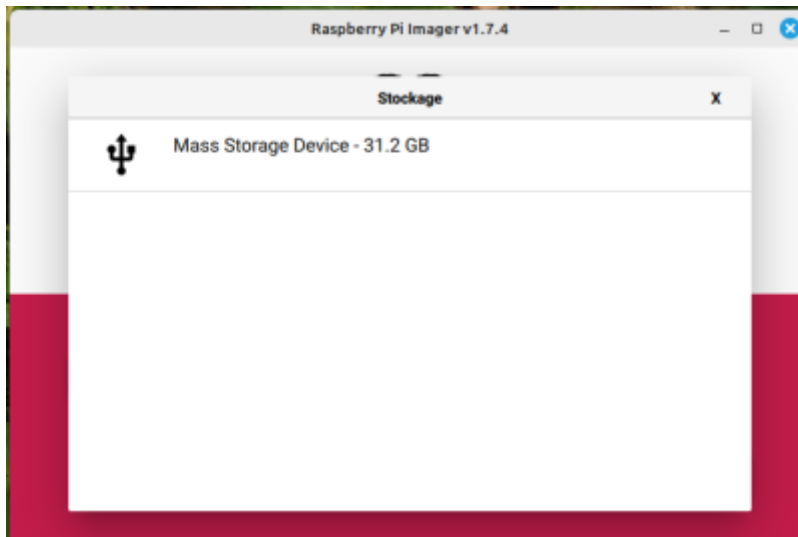 Raspberry Pi Imager v1.7.4
Stockage X
Mass Storage Device - 31.2 GB